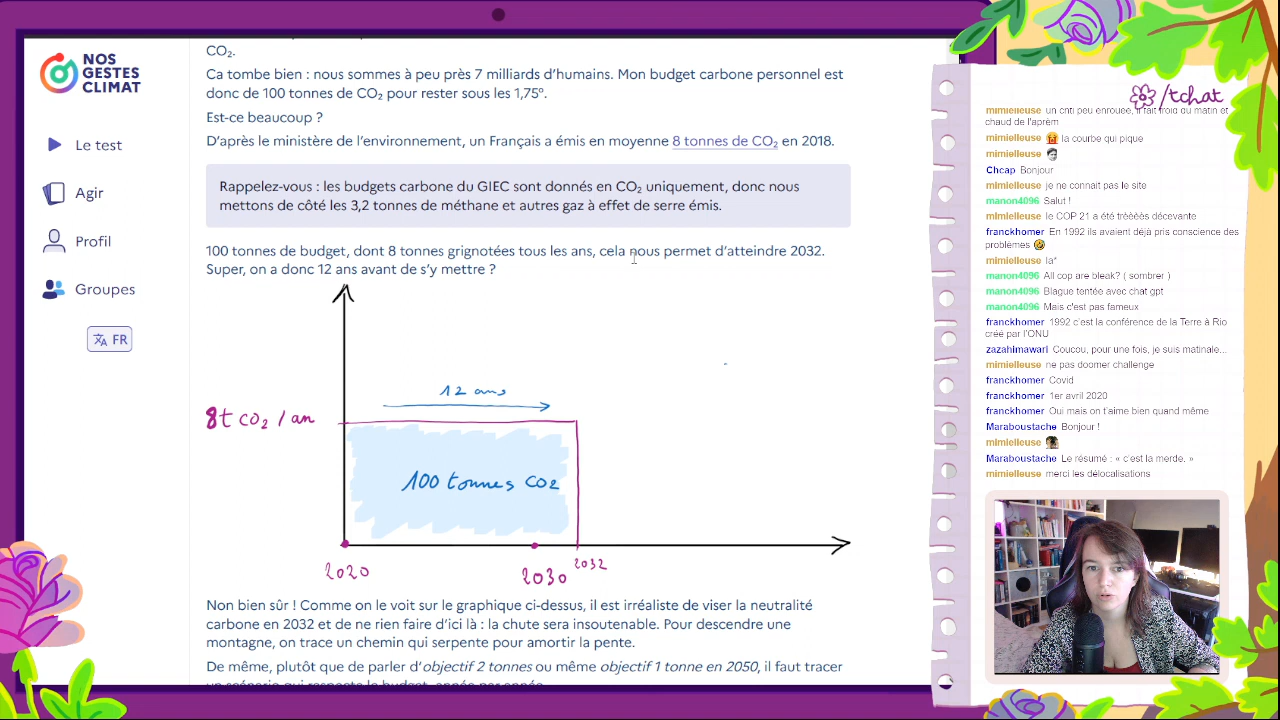 NOS
GESTES
CLIMAT
Le test
Agir
Profil
Groupes
FR
CO₂.
Ca tombe bien : nous sommes à peu près 7 milliards d'humains. Mon budget carbone personnel est
donc de 100 tonnes de CO₂ pour rester sous les 1,75°.
Est-ce beaucoup ?
D'après le ministère de l'environnement, un Français a émis en moyenne 8 tonnes de CO₂ en 2018.
Rappelez-vous : les budgets carbone du GIEC sont donnés en CO₂ uniquement, donc nous
mettons de côté les 3,2 tonnes de méthane et autres gaz à effet de serre émis.
100 tonnes de budget, dont 8 tonnes grignotées tous les ans, cela nous permet d'atteindre 2032.
Super, on a donc 12 ans avant de s'y mettre ?
12 ans
8t CO2 / an
100 tonnes CO2
2020
2030
2032
Non bien sûr ! Comme on le voit sur le graphique ci-dessus, il est irréaliste de viser la neutralité
carbone en 2032 et de ne rien faire d'ici là : la chute sera insoutenable. Pour descendre une
montagne, on trace un chemin qui serpente pour amortir la pente.
De même, plutôt que de parler d'objectif 2 tonnes ou même objectif 1 tonne en 2050, il faut tracer
/tchat
mimielleuse un chti peu enrouée, il fait froid du matin et
chaud de l'aprèm
mimielleuse la courbe qui pique
mimielleuse
Chcap Bonjour
mimielleuse je ne connait pas le site
manon4096 Salut !
mimielleuse le COP 21 a été trèèèès décevante
franckhomer En 1992 ils avaient déjà pris conscience des
problèmes
mimielleuse la*
manon4096 All cop are bleak? ( sombrer )
manon4096 Blague tentée avec chat gpt
manon4096 Mais c'est pas fameux
franckhomer 1992 c'est la conférence de la Terre à Rio
créé par l'ONU
zazahimawari Coucou, pour une fois, je suis matinale...
mimielleuse ne pas doomer challenge
franckhomer Covid
franckhomer 1er avril 2020
franckhomer Oui mais on t'aime bien quand même
Maraboustache Bonjour !
mimielleuse
Maraboustache Le résumé : « c'est la merde. »
mimielleuse merci les délocalisations